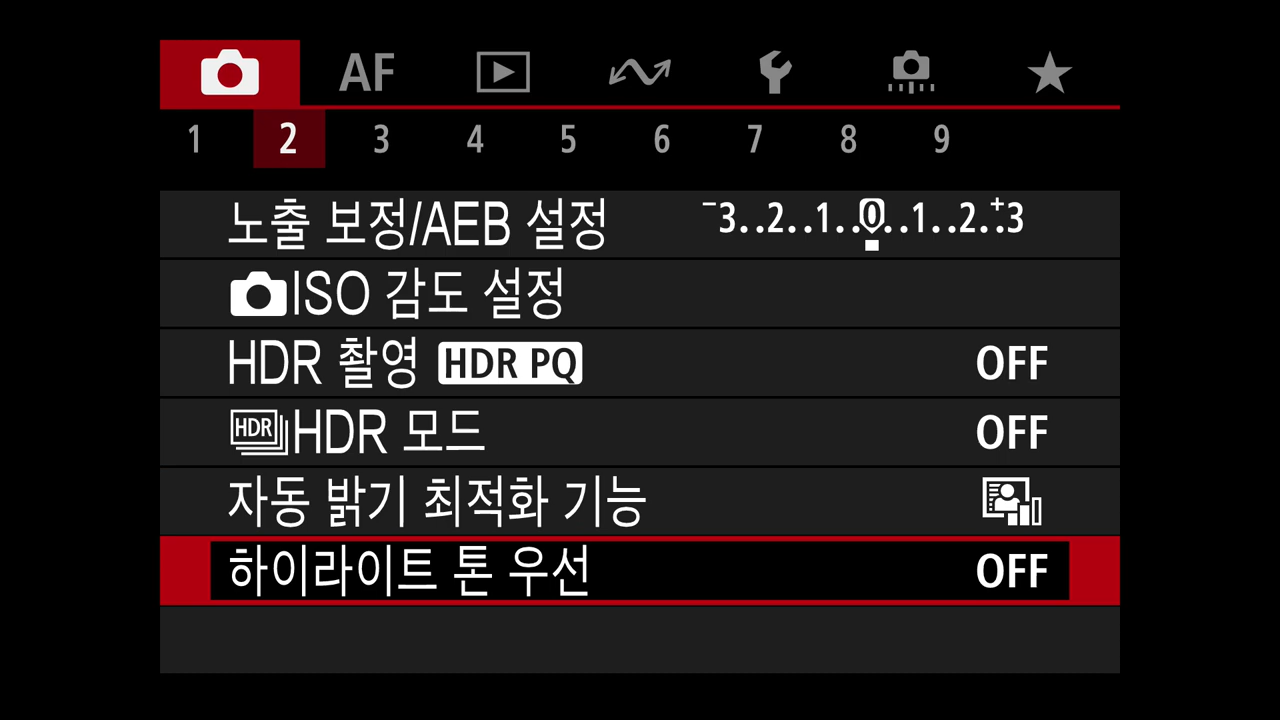 AF
1 2 3 4 5 6 7 8 9
노출 보정/AEB 설정 -3..2..1..0..1..2..+3
ISO 감도 설정
HDR 촬영 HDR PQ OFF
HDR HDR 모드 OFF
자동 밝기 최적화 기능
하이라이트 톤 우선 OFF